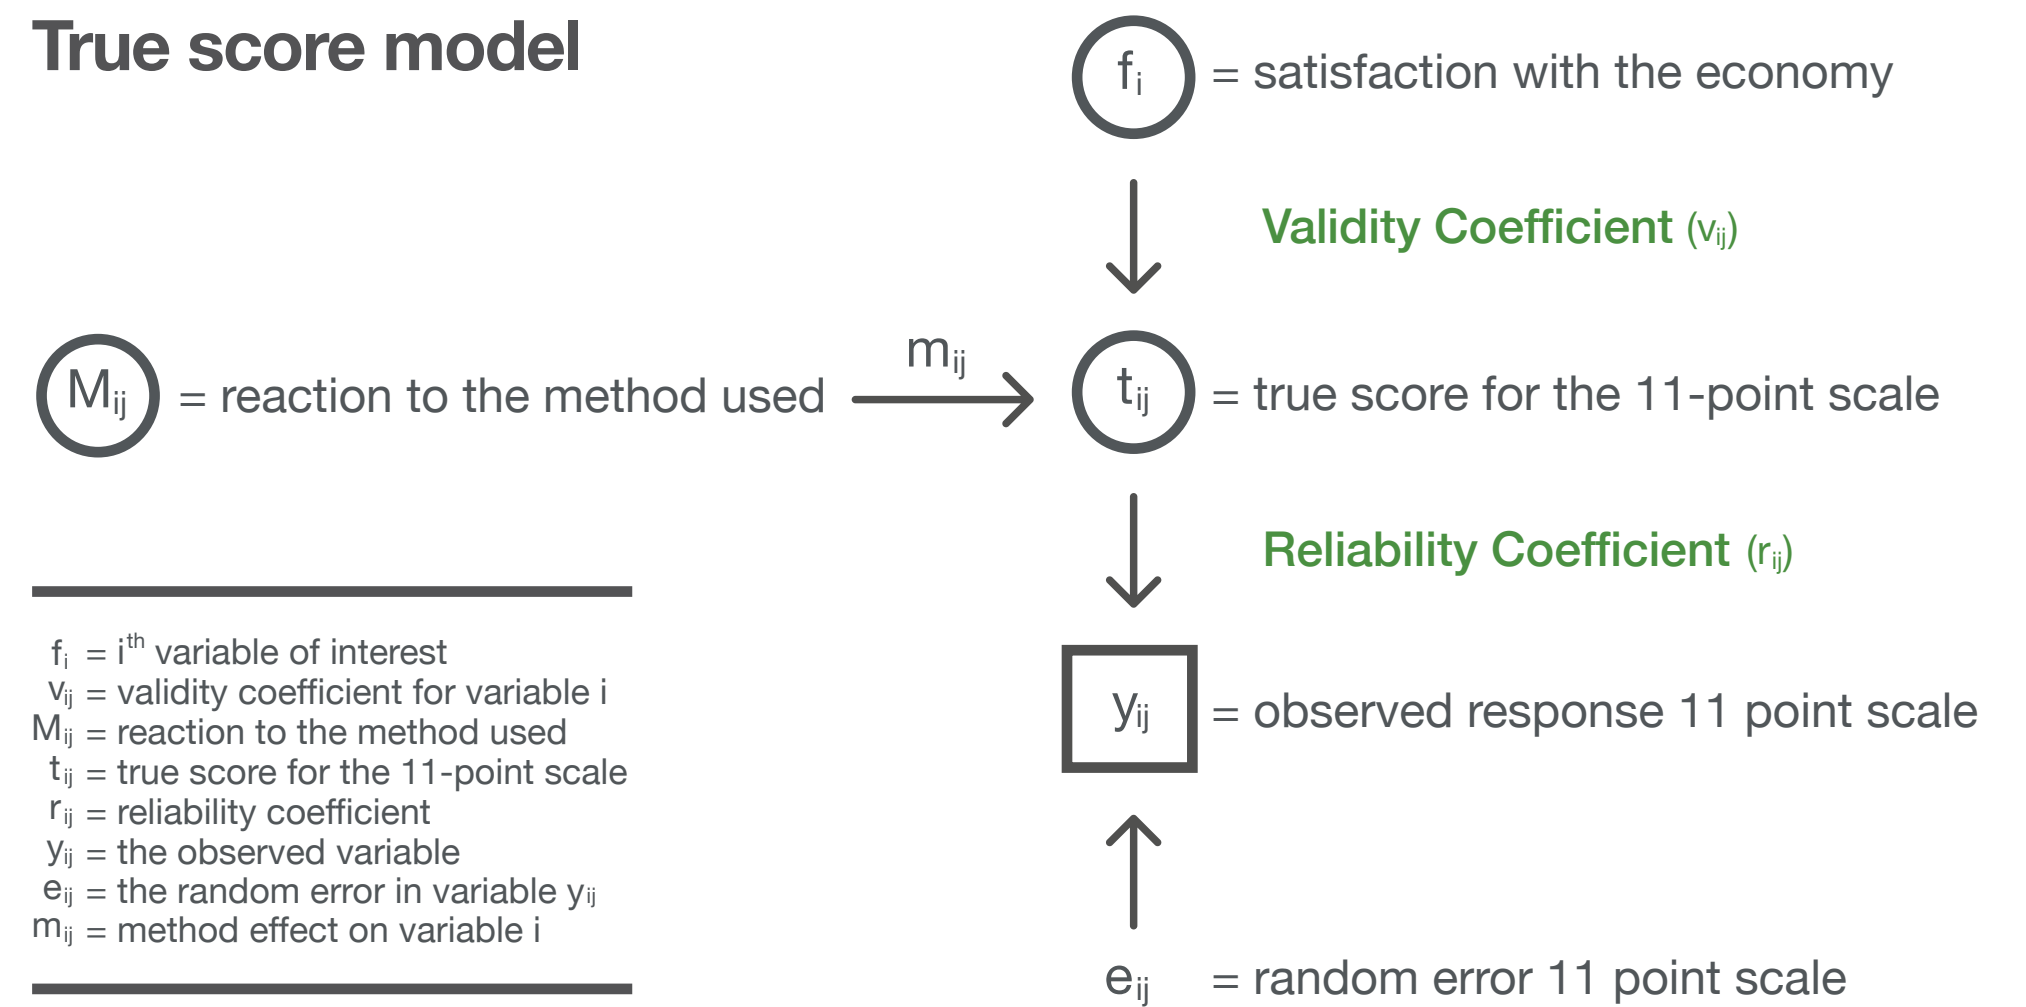 True score model
fᵢ = satisfaction with the economy
Validity Coefficient (vᵢⱼ)
Mᵢⱼ = reaction to the method used
mᵢⱼ
tᵢⱼ = true score for the 11-point scale
Reliability Coefficient (rᵢⱼ)
yᵢⱼ = observed response 11 point scale
eᵢⱼ = random error 11 point scale
fᵢ = iᵗʰ variable of interest
vᵢⱼ = validity coefficient for variable i
Mᵢⱼ = reaction to the method used
tᵢⱼ = true score for the 11-point scale
rᵢⱼ = reliability coefficient
yᵢⱼ = the observed variable
eᵢⱼ = the random error in variable yᵢⱼ
mᵢⱼ = method effect on variable i